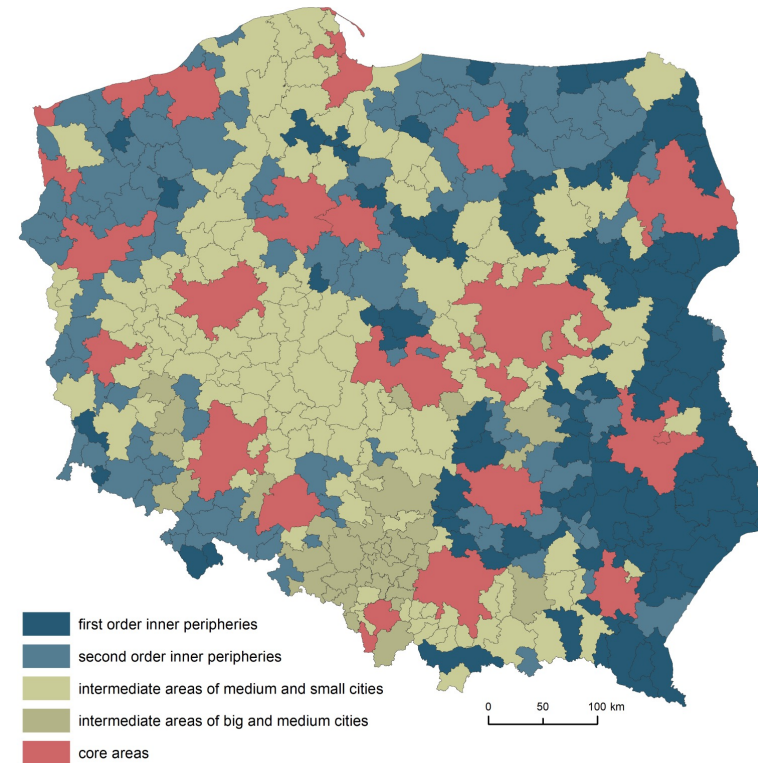 first order inner peripheries
second order inner peripheries
intermediate areas of medium and small cities
intermediate areas of big and medium cities
core areas
0 50 100 km